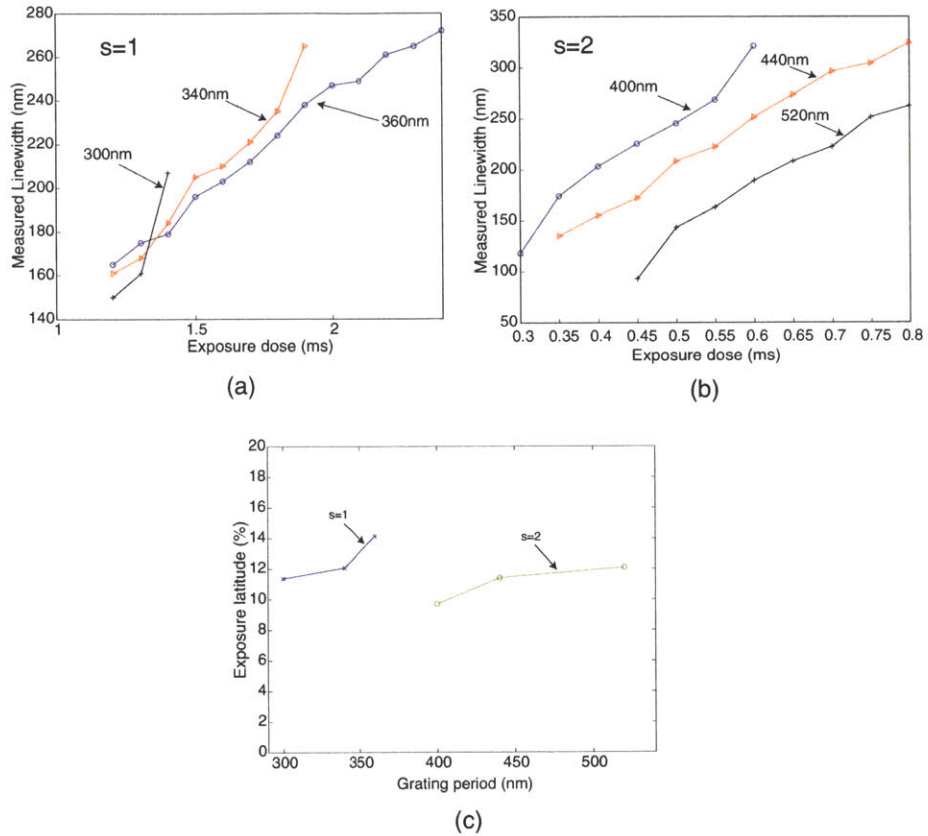 s=1
Measured Linewidth (nm)
280
260
240
220
200
180
160
140
340nm
360nm
300nm
1
1.5
2
Exposure dose (ms)
(a)
s=2
Measured Linewidth (nm)
350
300
250
200
150
100
50
400nm
440nm
520nm
0.3
0.35
0.4
0.45
0.5
0.55
0.6
0.65
0.7
0.75
0.8
Exposure dose (ms)
(b)
Exposure latitude (%)
20
18
16
14
12
10
8
6
4
2
0
s=1
s=2
300
350
400
450
500
Grating period (nm)
(c)